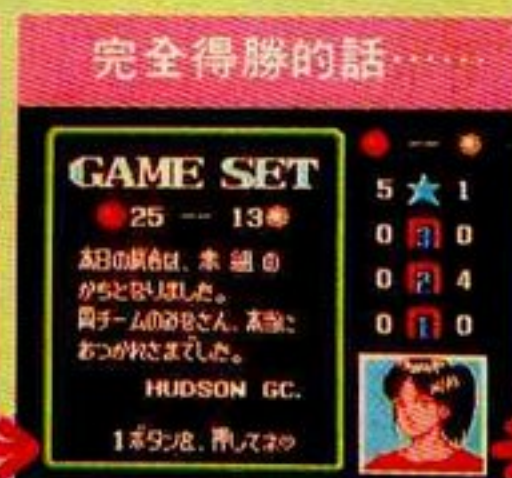 完全得勝的話……
GAME SET
25 -- 13
本日の試合は、赤 組 の
かちとなりました。
両チームのみなさん、本当に
おつかれさまでした。
HUDSON GC.
1ボタンを、押してネ♡
--
5 ★ 1
0 3 0
0 2 4
0 1 0